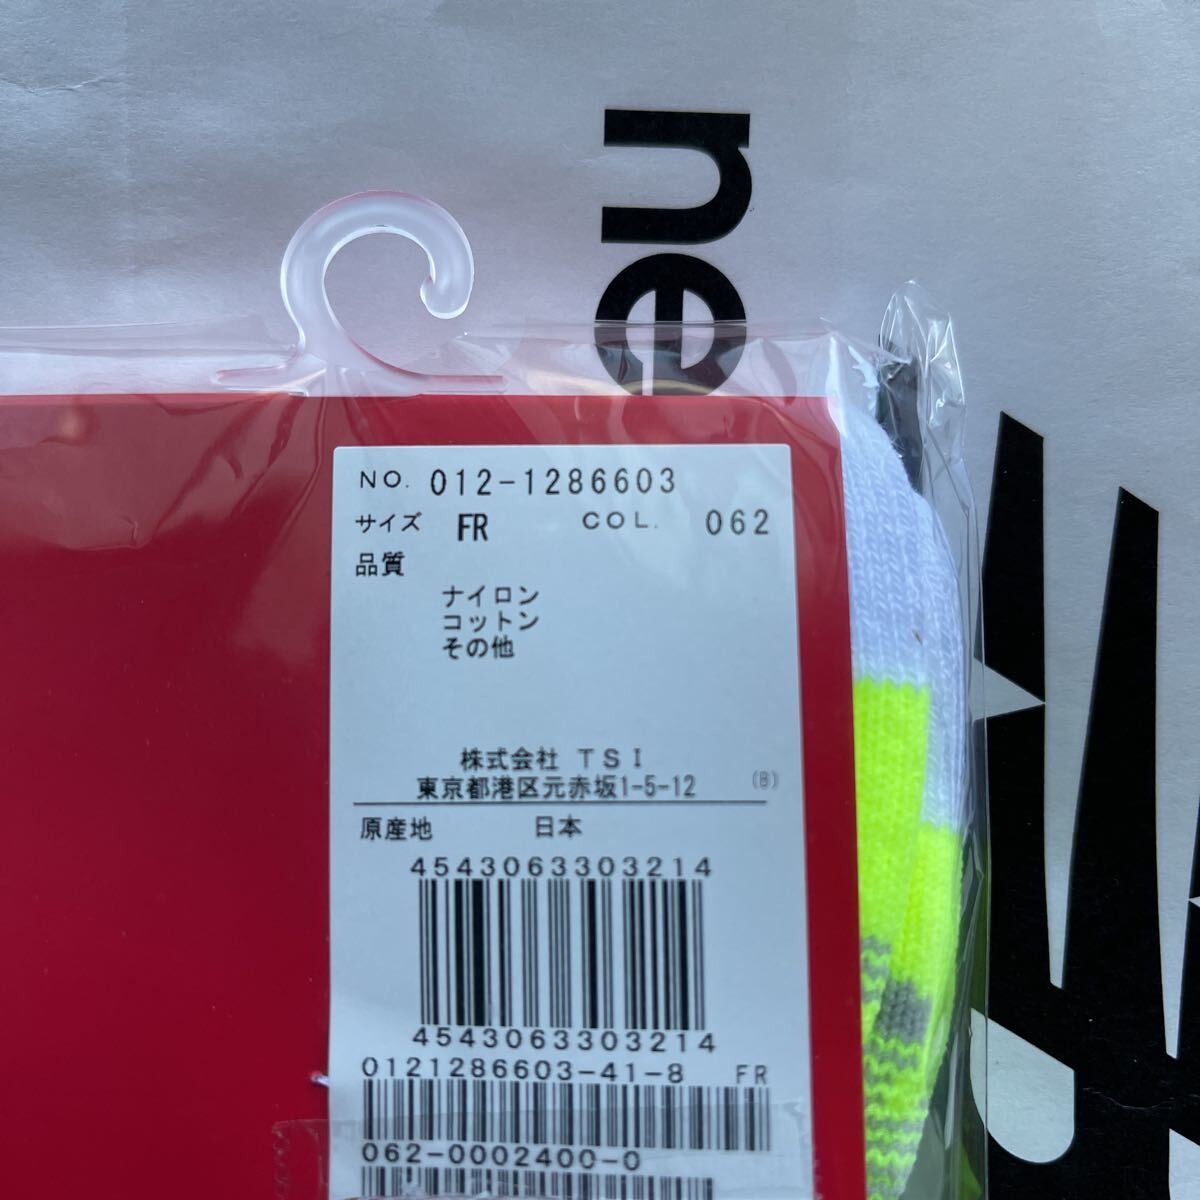 ne
NO. 012-1286603
サイズ FR COL. 062
品質
ナイロン
コットン
その他
株式会社 TSI
東京都港区元赤坂1-5-12 (B)
原産地 日本
4543063303214
4543063303214
0121286603-41-8 FR
062-0002400-0